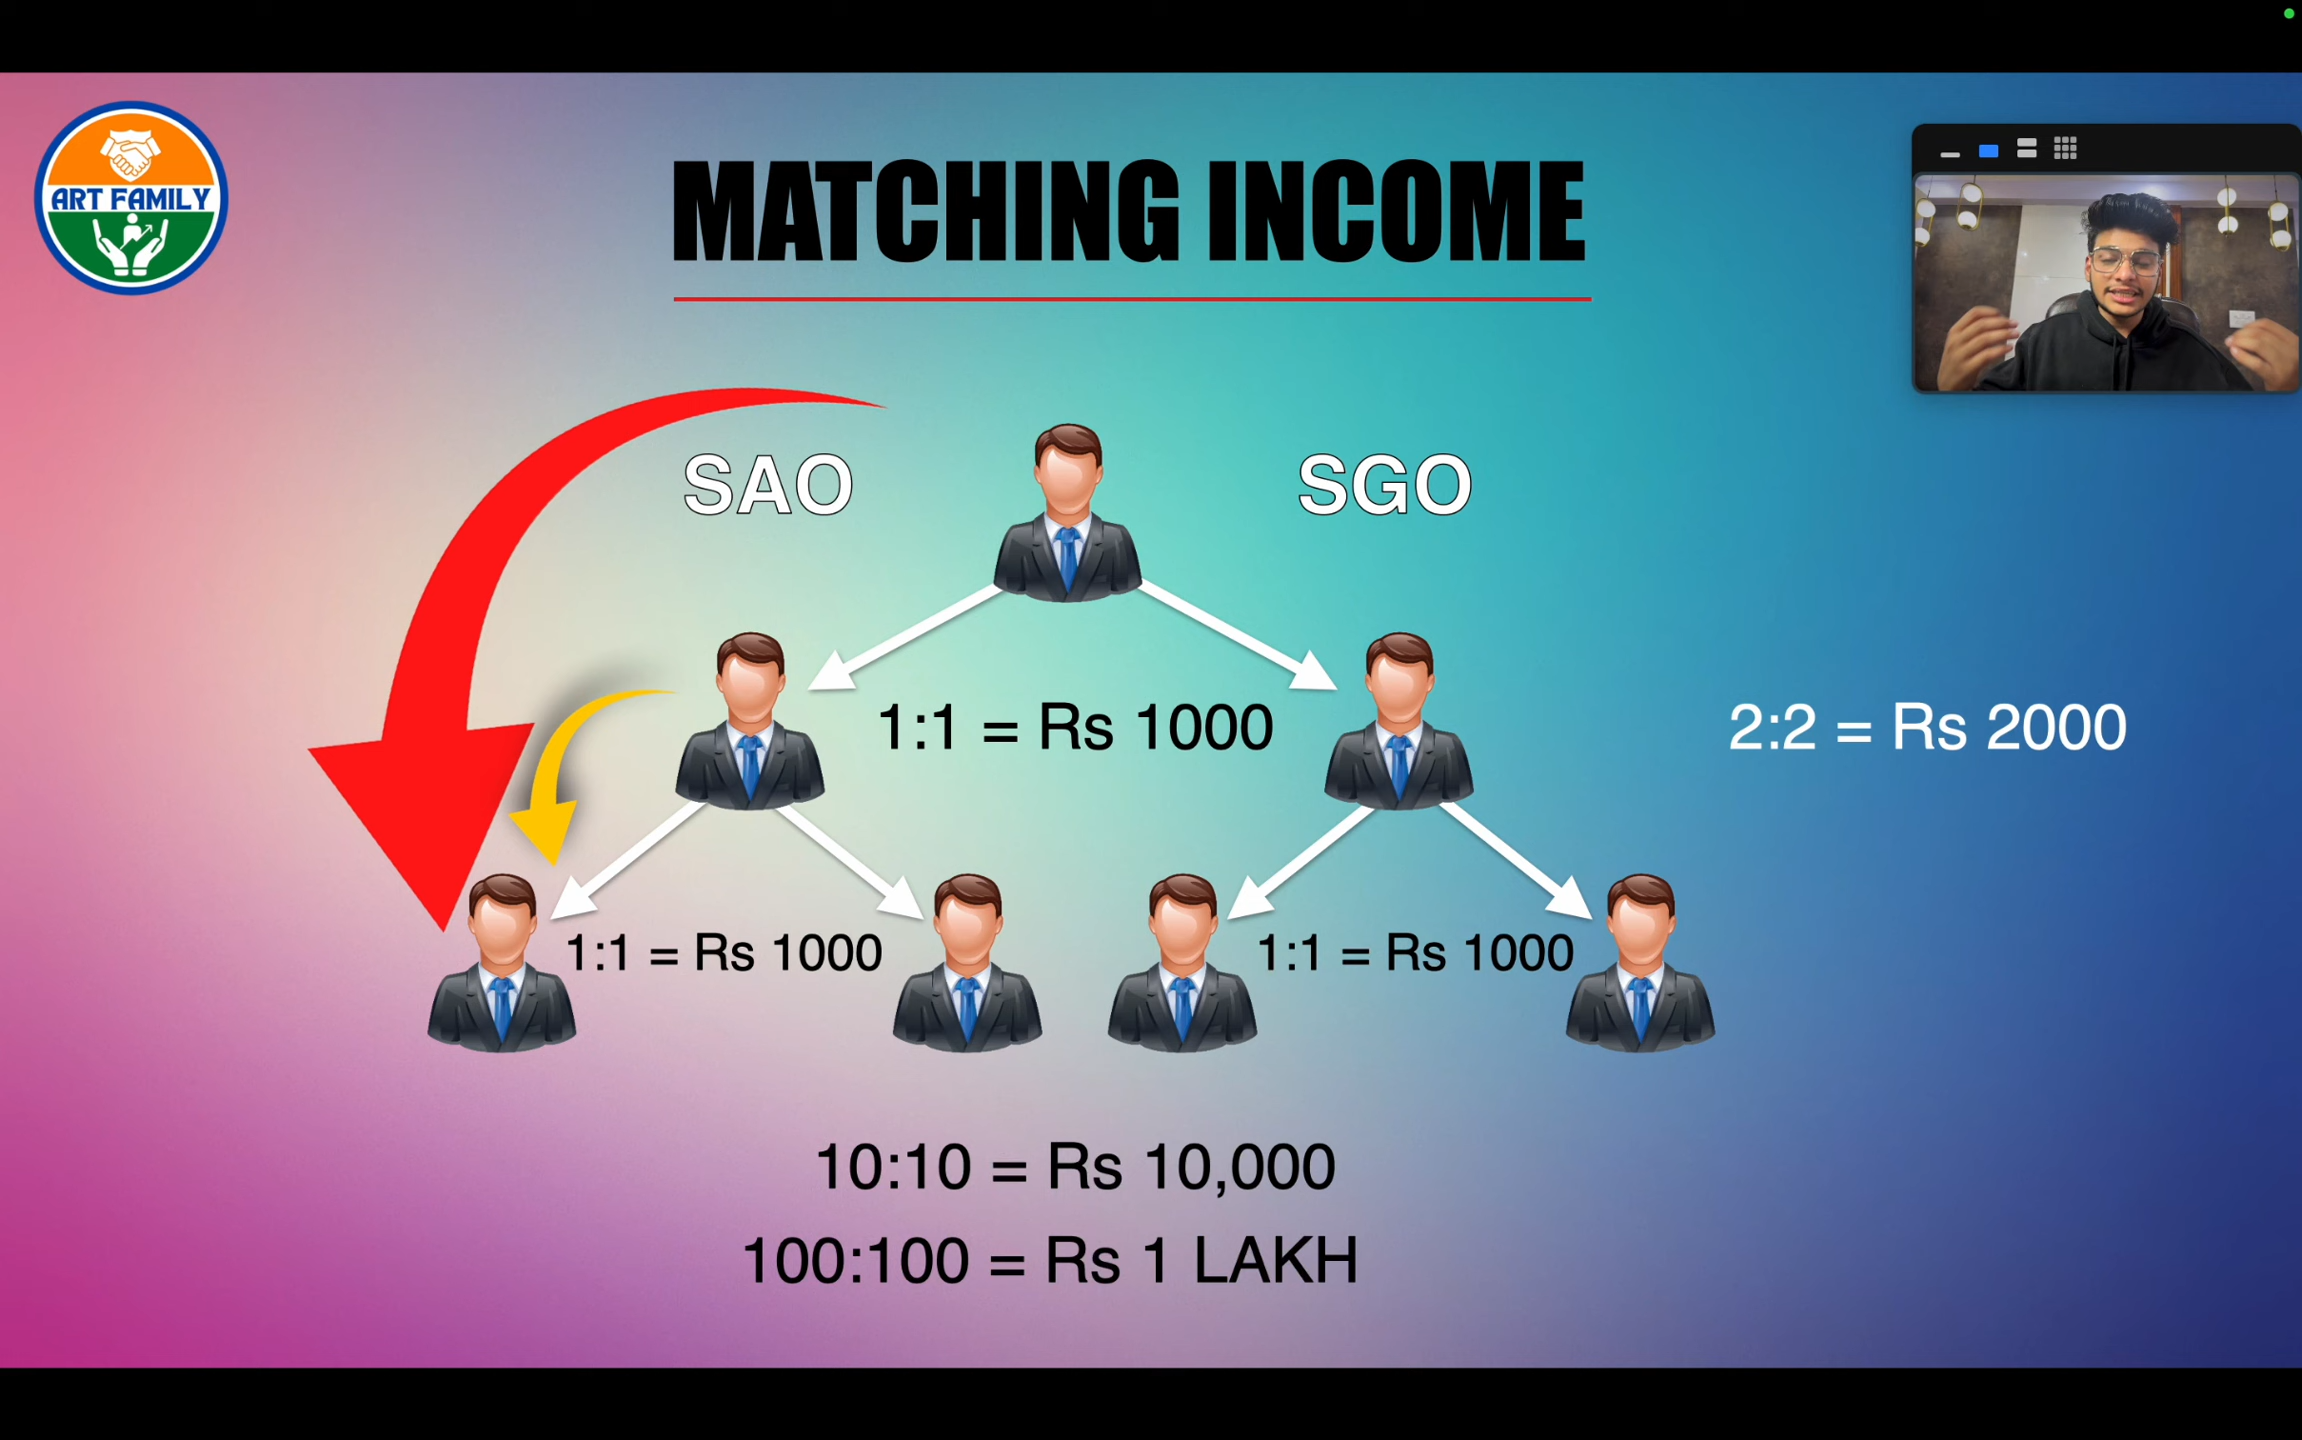 ART FAMILY
MATCHING INCOME
SAO
SGO
1:1 = Rs 1000
2:2 = Rs 2000
1:1 = Rs 1000
1:1 = Rs 1000
10:10 = Rs 10,000
100:100 = Rs 1 LAKH